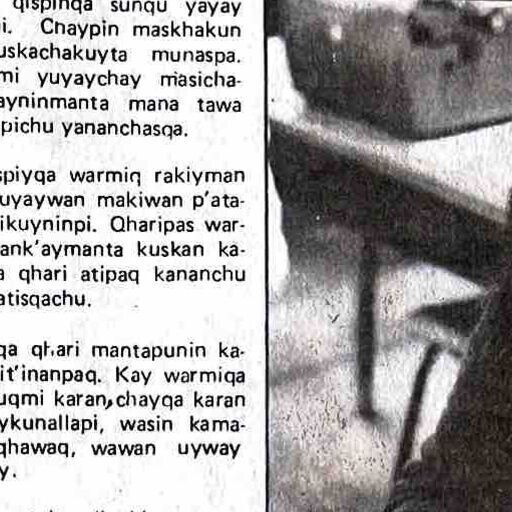 qispinqa sunqu yayay
i. Chaypin maskhakun
uskachakuyta munaspa.
mi yuyaychay masicha-
ayninmanta mana tawa
pichu yananchasqa.
spiyqa warmiq rakiyman
uyaywan makiwan p'ata-
ikuyninpi. Qharipas war-
ank'aymanta kuskan ka-
a qhari atipaq kananchu
atisqachu.
qa qhari mantapunin ka-
it'inanpaq. Kay warmiqa
uqmi karan, chayqa karan
ykunallapi, wasin kama-
qhawaq, wawan uyway
y.